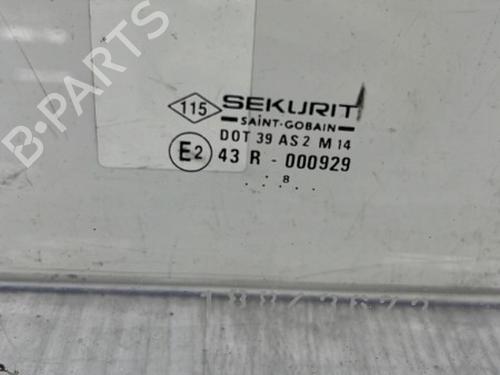 115 SEKURIT
SAINT-GOBAIN
DOT 39 AS2 M14
E2 43 R - 000929
. . . 8 . .
B-PARTS